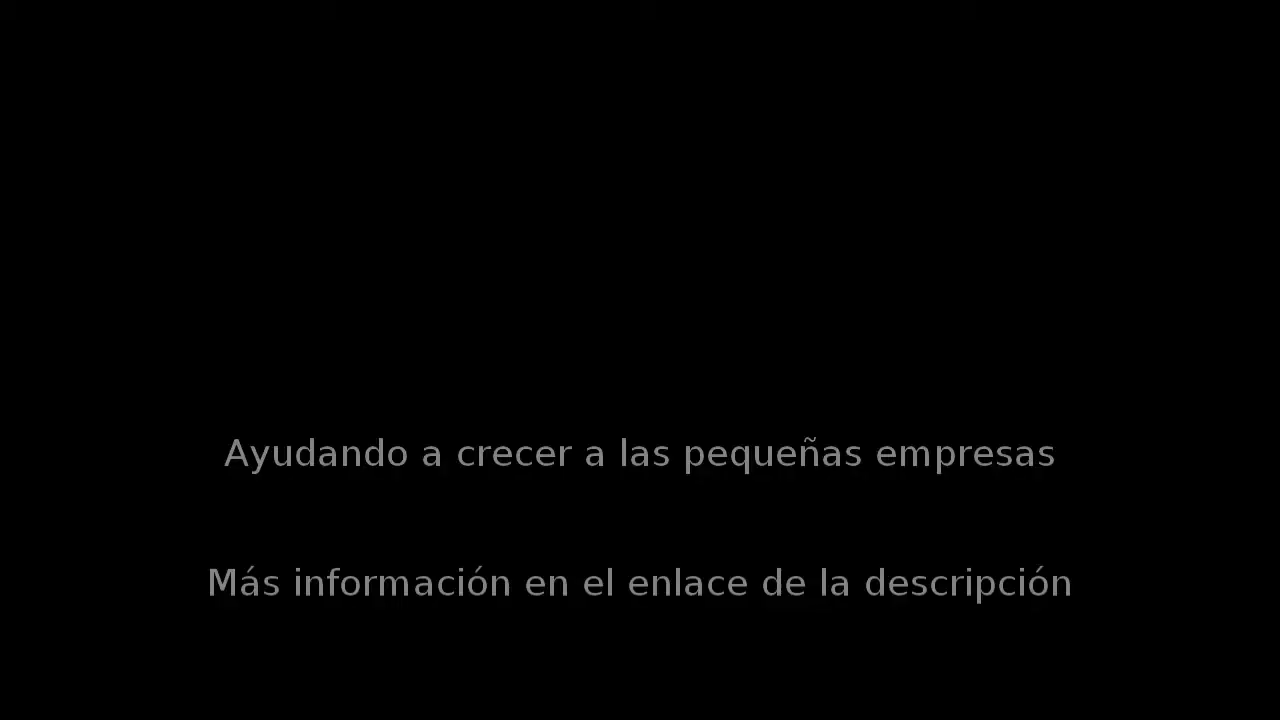 Ayudando a crecer a las pequeñas empresas
Más información en el enlace de la descripción